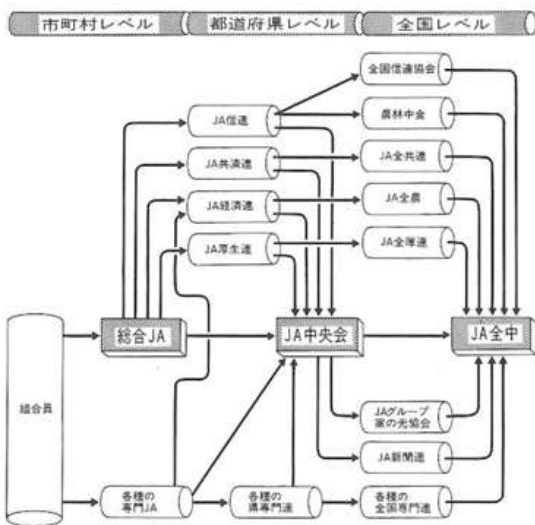 市町村レベル
都道府県レベル
全国レベル
全国信連協会
JA信連
農林中金
JA共済連
JA全共連
JA経済連
JA全農
JA厚生連
JA全厚連
総合JA
JA中央会
JA全中
組合員
JAグループ
家の光協会
JA新聞連
各種の
専門JA
各種の
県専門連
各種の
全国専門連